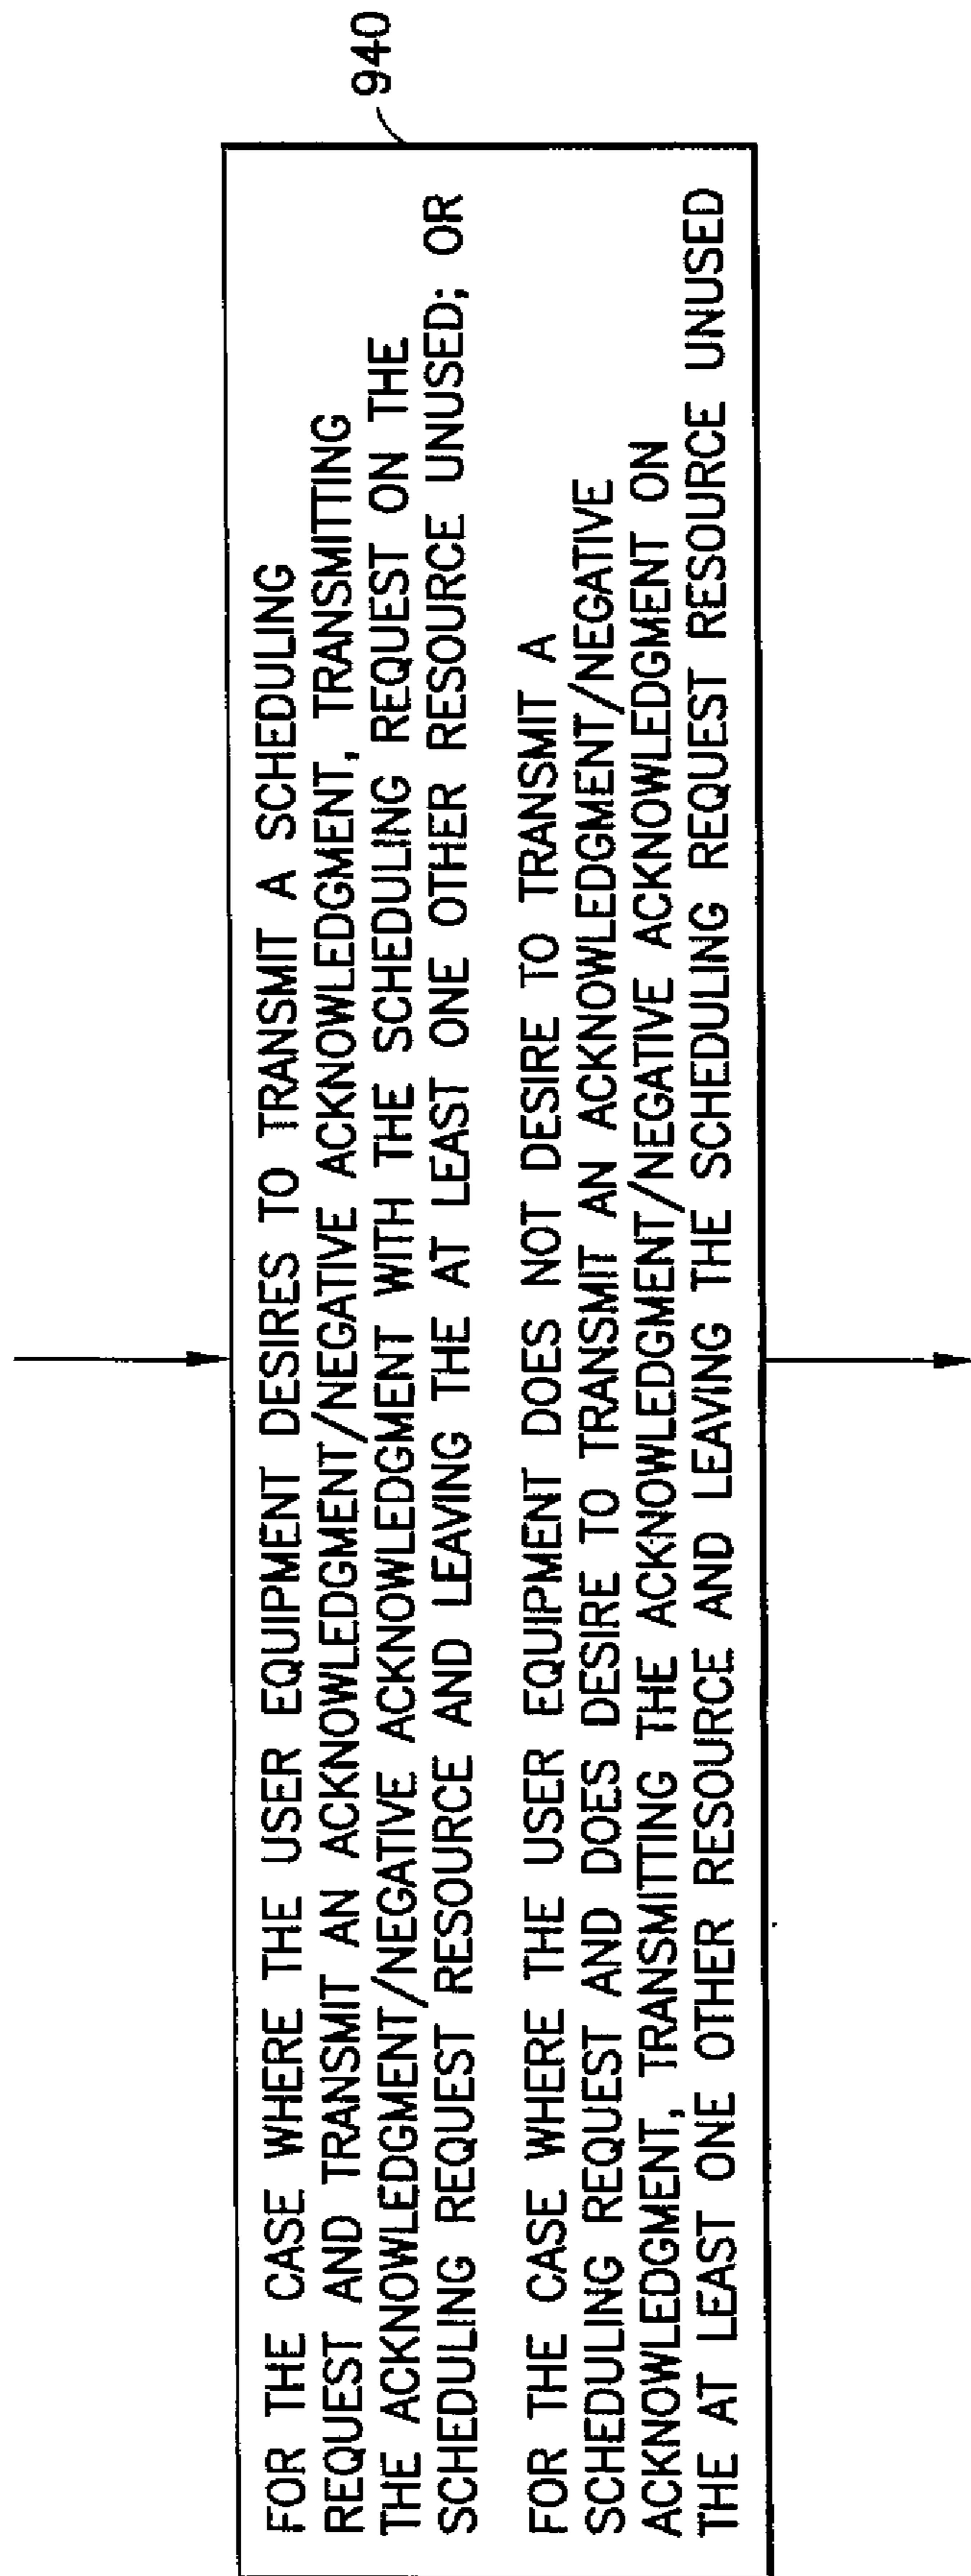 FOR THE CASE WHERE THE USER EQUIPMENT DESIRES TO TRANSMIT A SCHEDULING
REQUEST AND TRANSMIT AN ACKNOWLEDGMENT/NEGATIVE ACKNOWLEDGMENT, TRANSMITTING
THE ACKNOWLEDGMENT/NEGATIVE ACKNOWLEDGMENT WITH THE SCHEDULING REQUEST ON THE
SCHEDULING REQUEST RESOURCE AND LEAVING THE AT LEAST ONE OTHER RESOURCE UNUSED; OR
FOR THE CASE WHERE THE USER EQUIPMENT DOES NOT DESIRE TO TRANSMIT A
SCHEDULING REQUEST AND DOES DESIRE TO TRANSMIT AN ACKNOWLEDGMENT/NEGATIVE
ACKNOWLEDGMENT, TRANSMITTING THE ACKNOWLEDGMENT/NEGATIVE ACKNOWLEDGMENT ON
THE AT LEAST ONE OTHER RESOURCE AND LEAVING THE SCHEDULING REQUEST RESOURCE UNUSED
940